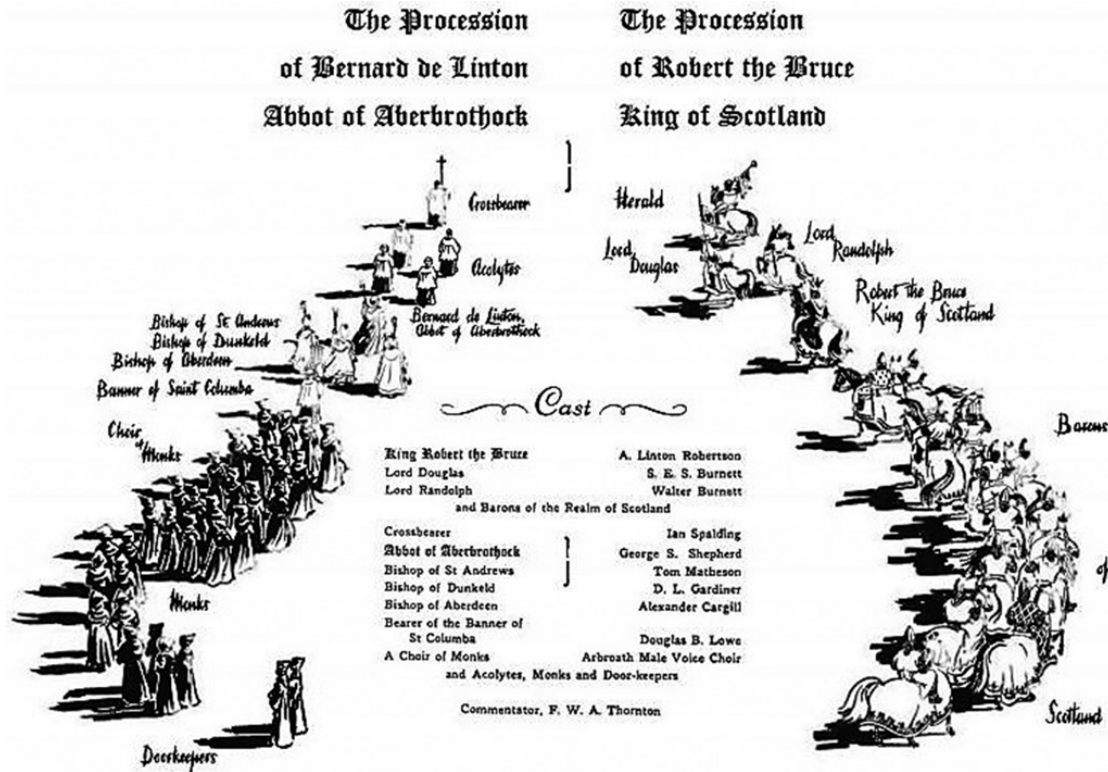 The Procession
of Bernard de Linton
Abbot of Aberbrothock
The Procession
of Robert the Bruce
King of Scotland
Crossbearer
Acolytes
Bernard de Linton,
Abbot of Aberbrothock
Bishop of St Andrews
Bishop of Dunkeld
Bishop of Aberdeen
Banner of Saint Columba
Choir
of
Monks
Monks
Doorkeepers
Herald
Lord
Douglas
Lord
Randolph
Robert the Bruce
King of Scotland
Barons
of
Scotland
Cast
King Robert the Bruce A. Linton Robertson
Lord Douglas S. E. S. Burnett
Lord Randolph Walter Burnett
and Barons of the Realm of Scotland
Crossbearer Ian Spalding
Abbot of Aberbrothock George S. Shepherd
Bishop of St Andrews Tom Matheson
Bishop of Dunkeld D. L. Gardiner
Bishop of Aberdeen Alexander Cargill
Bearer of the Banner of
St Columba Douglas B. Lowe
A Choir of Monks Arbroath Male Voice Choir
and Acolytes, Monks and Door-keepers
Commentator, F. W. A. Thornton